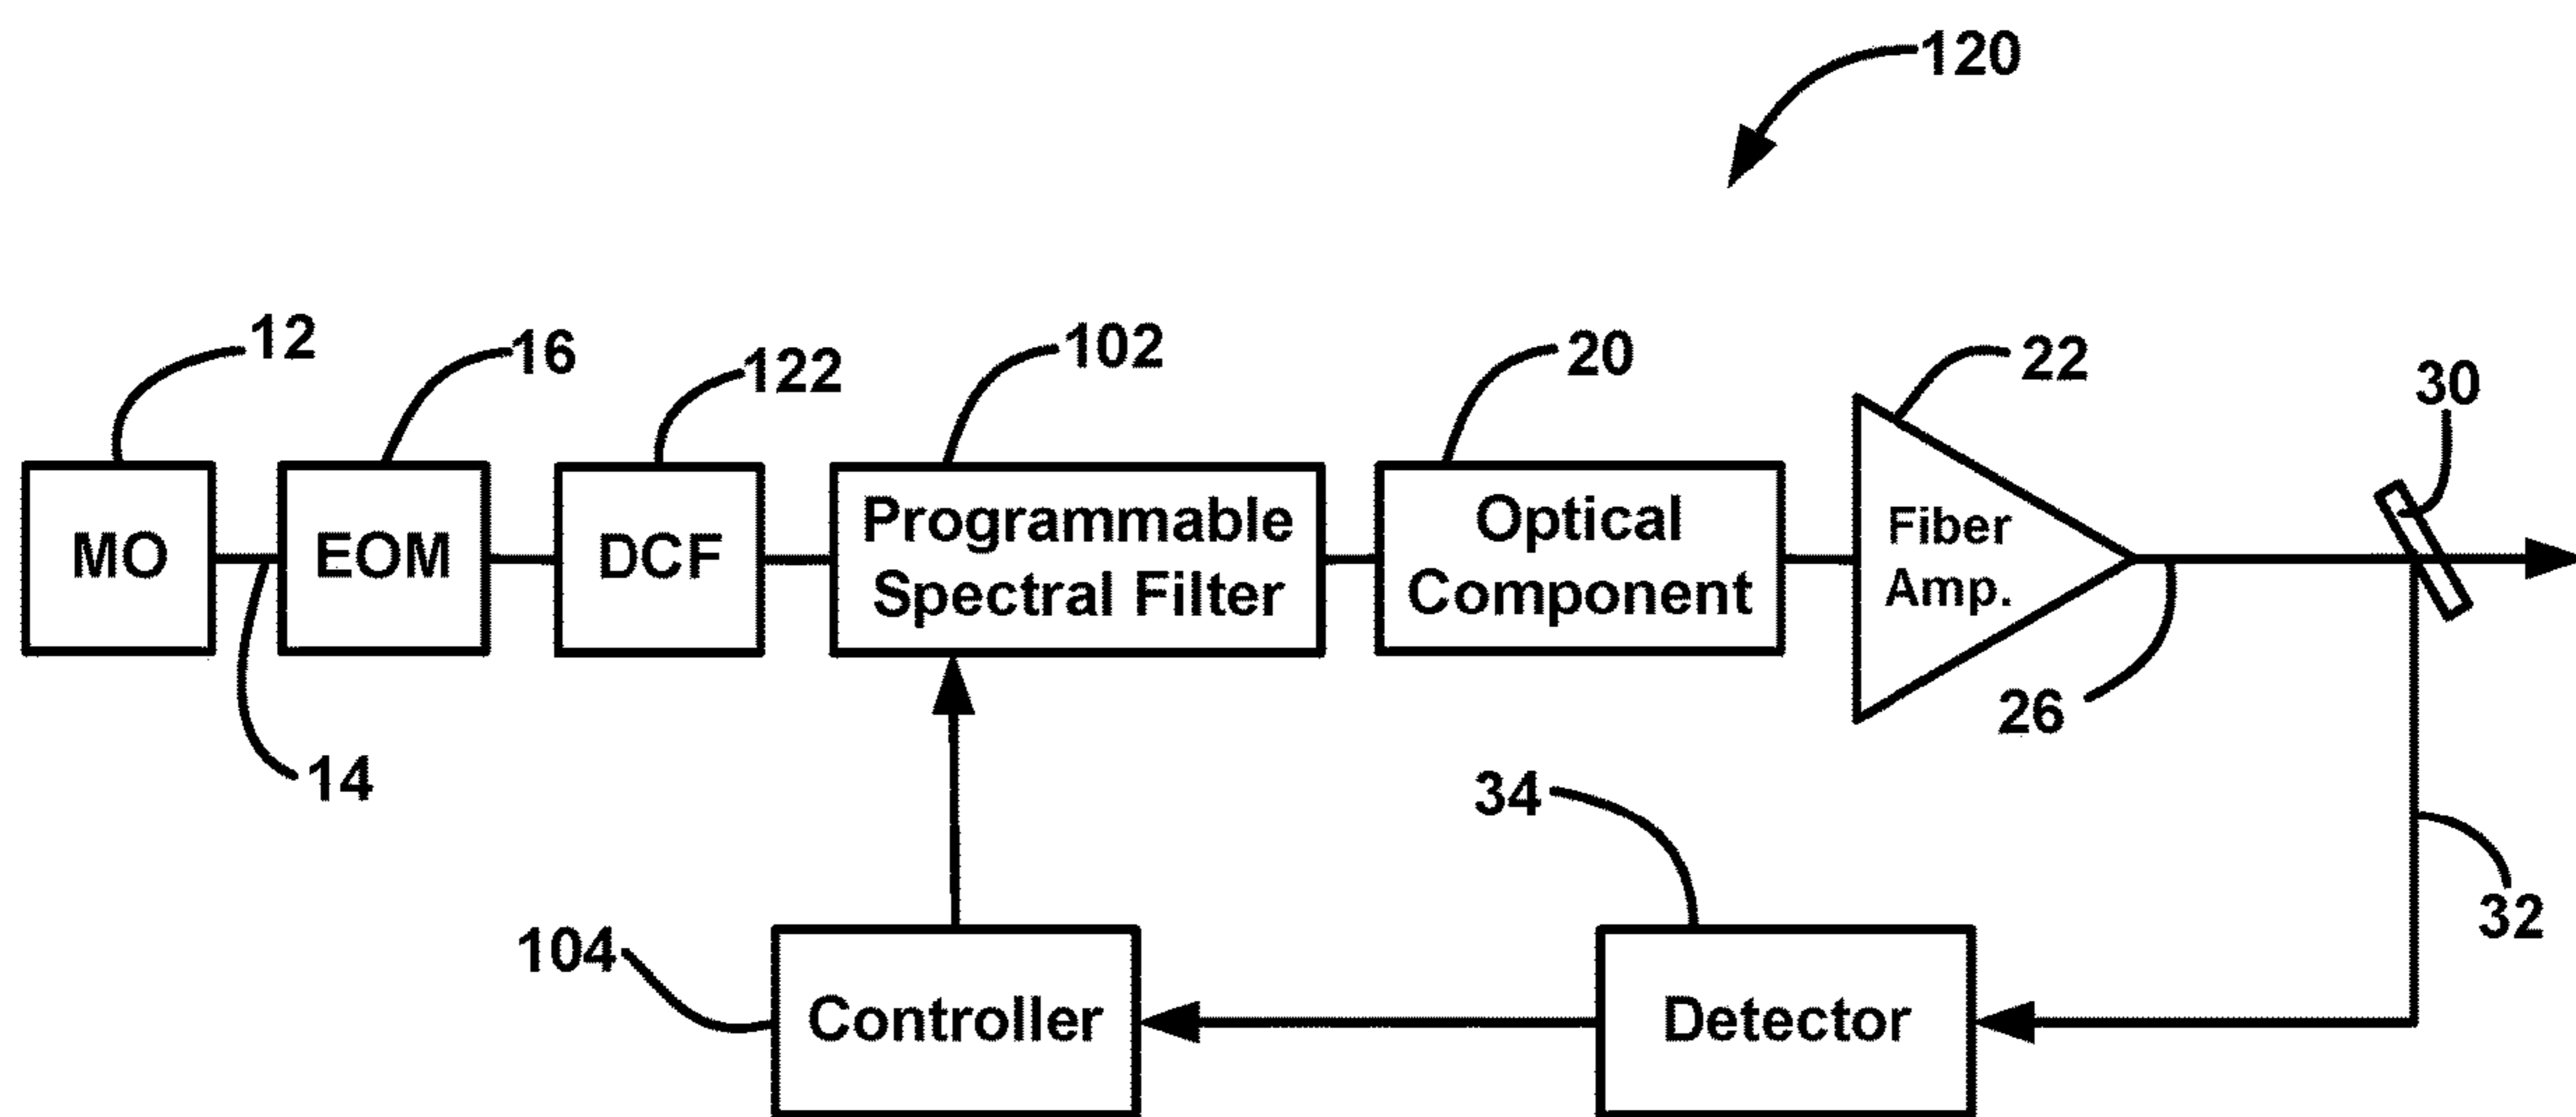 120
12
16
122
102
20
22
30
MO
EOM
DCF
Programmable
Spectral Filter
Optical
Component
Fiber
Amp.
14
26
34
32
104
Controller
Detector